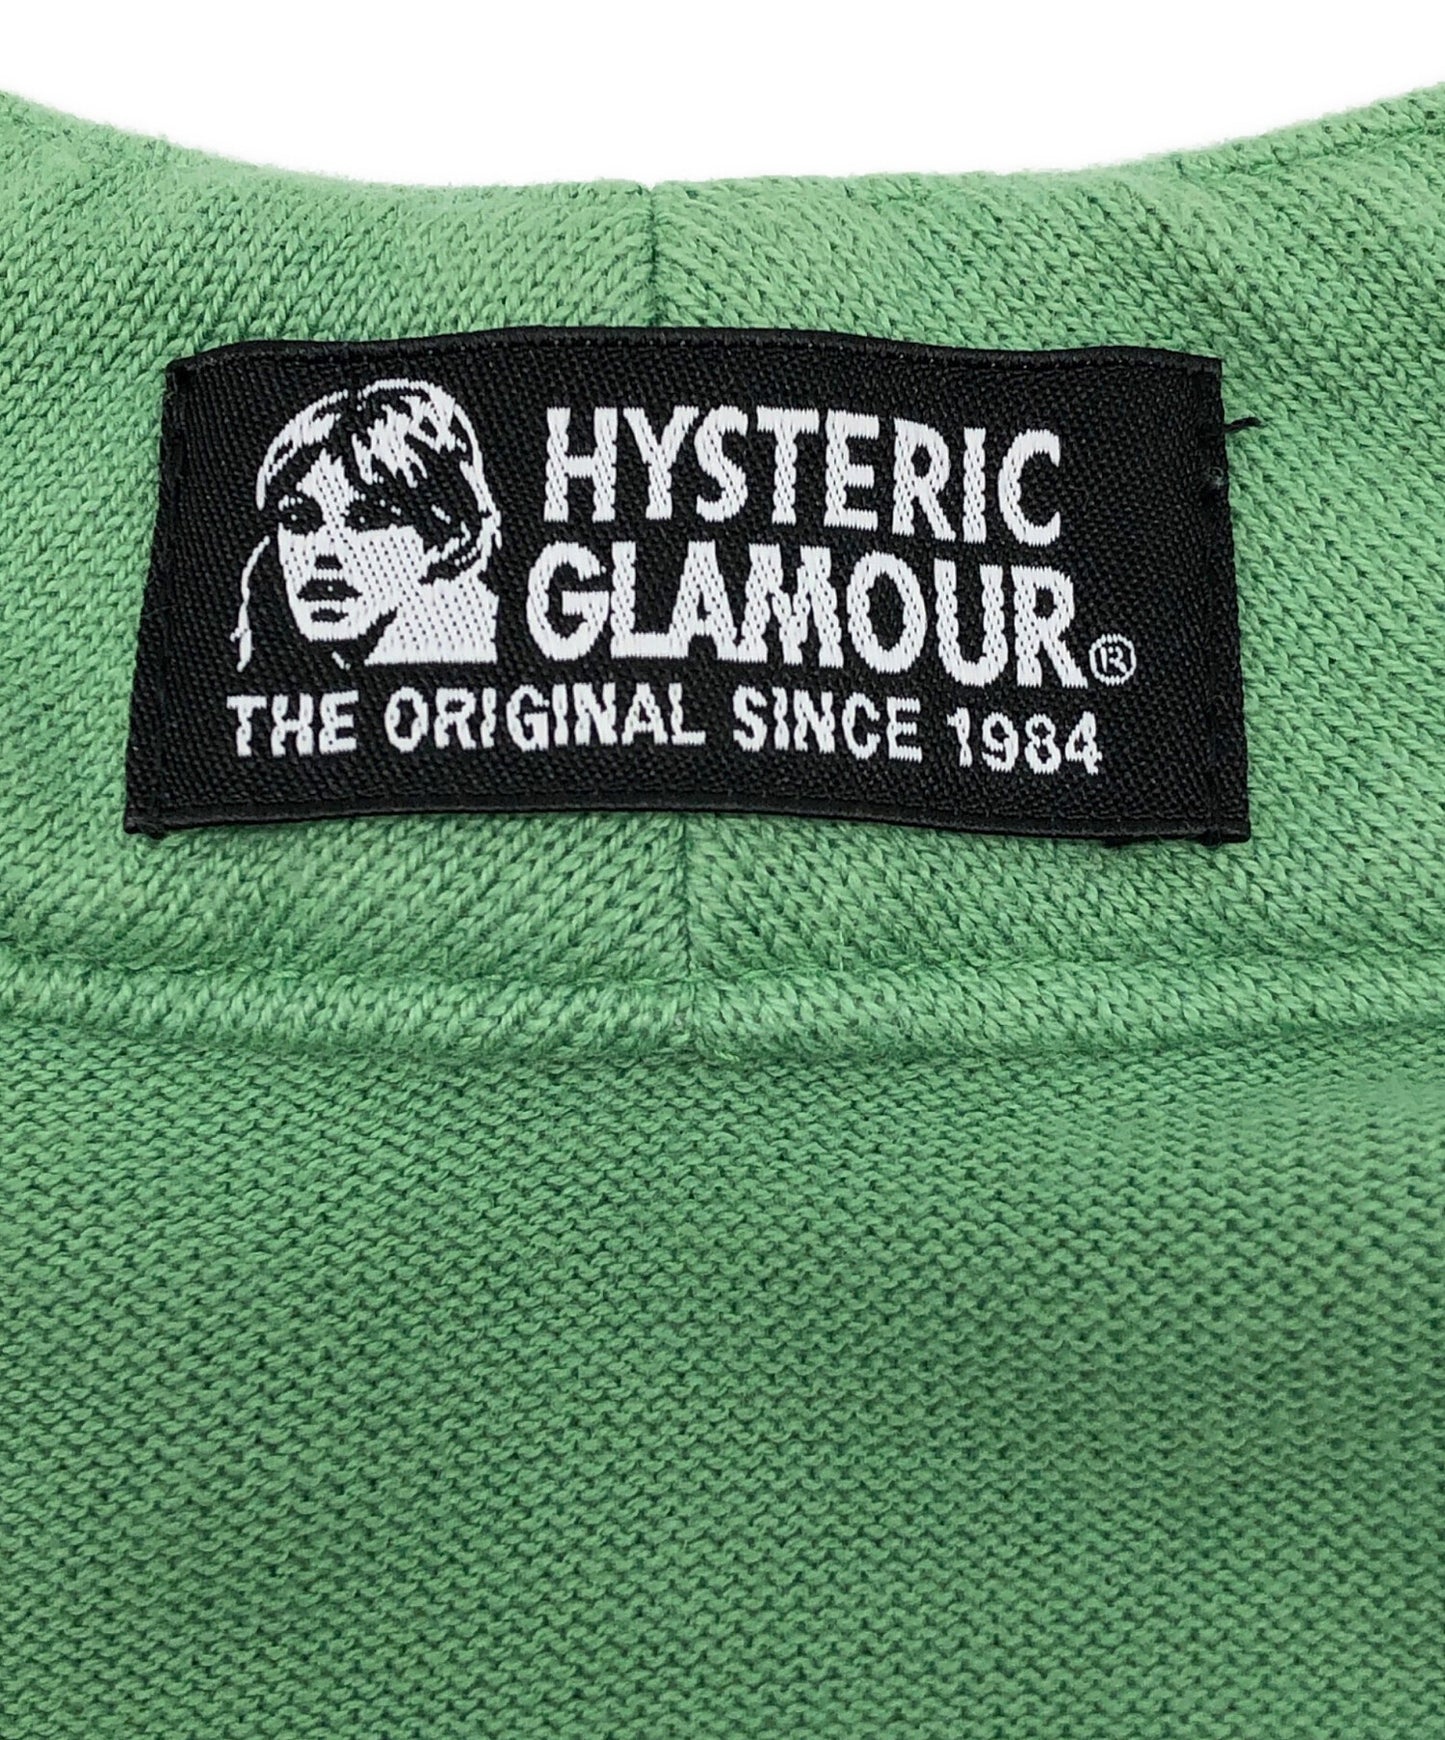 HYSTERIC
GLAMOUR®
THE ORIGINAL SINCE 1984